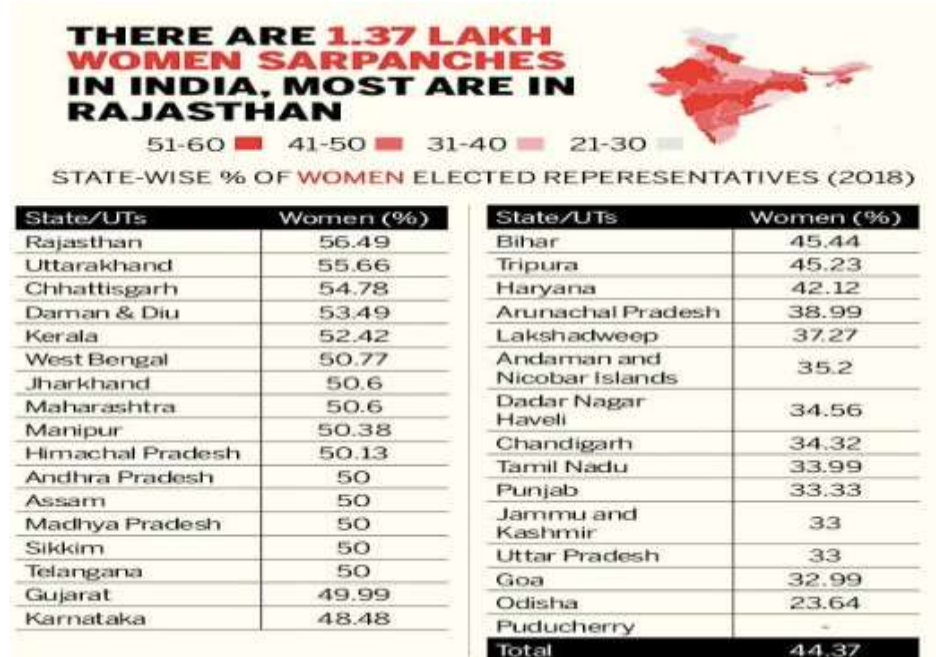 THERE ARE 1.37 LAKH
WOMEN SARPANCHES
IN INDIA, MOST ARE IN
RAJASTHAN
51-60 41-50 31-40 21-30
STATE-WISE % OF WOMEN ELECTED REPERESENTATIVES (2018)
State/UTs Women (%)
Rajasthan 56.49
Uttarakhand 55.66
Chhattisgarh 54.78
Daman & Diu 53.49
Kerala 52.42
West Bengal 50.77
Jharkhand 50.6
Maharashtra 50.6
Manipur 50.38
Himachal Pradesh 50.13
Andhra Pradesh 50
Assam 50
Madhya Pradesh 50
Sikkim 50
Telangana 50
Gujarat 49.99
Karnataka 48.48
State/UTs Women (%)
Bihar 45.44
Tripura 45.23
Haryana 42.12
Arunachal Pradesh 38.99
Lakshadweep 37.27
Andaman and
Nicobar Islands 35.2
Dadar Nagar
Haveli 34.56
Chandigarh 34.32
Tamil Nadu 33.99
Punjab 33.33
Jammu and
Kashmir 33
Uttar Pradesh 33
Goa 32.99
Odisha 23.64
Puducherry -
Total 44.37